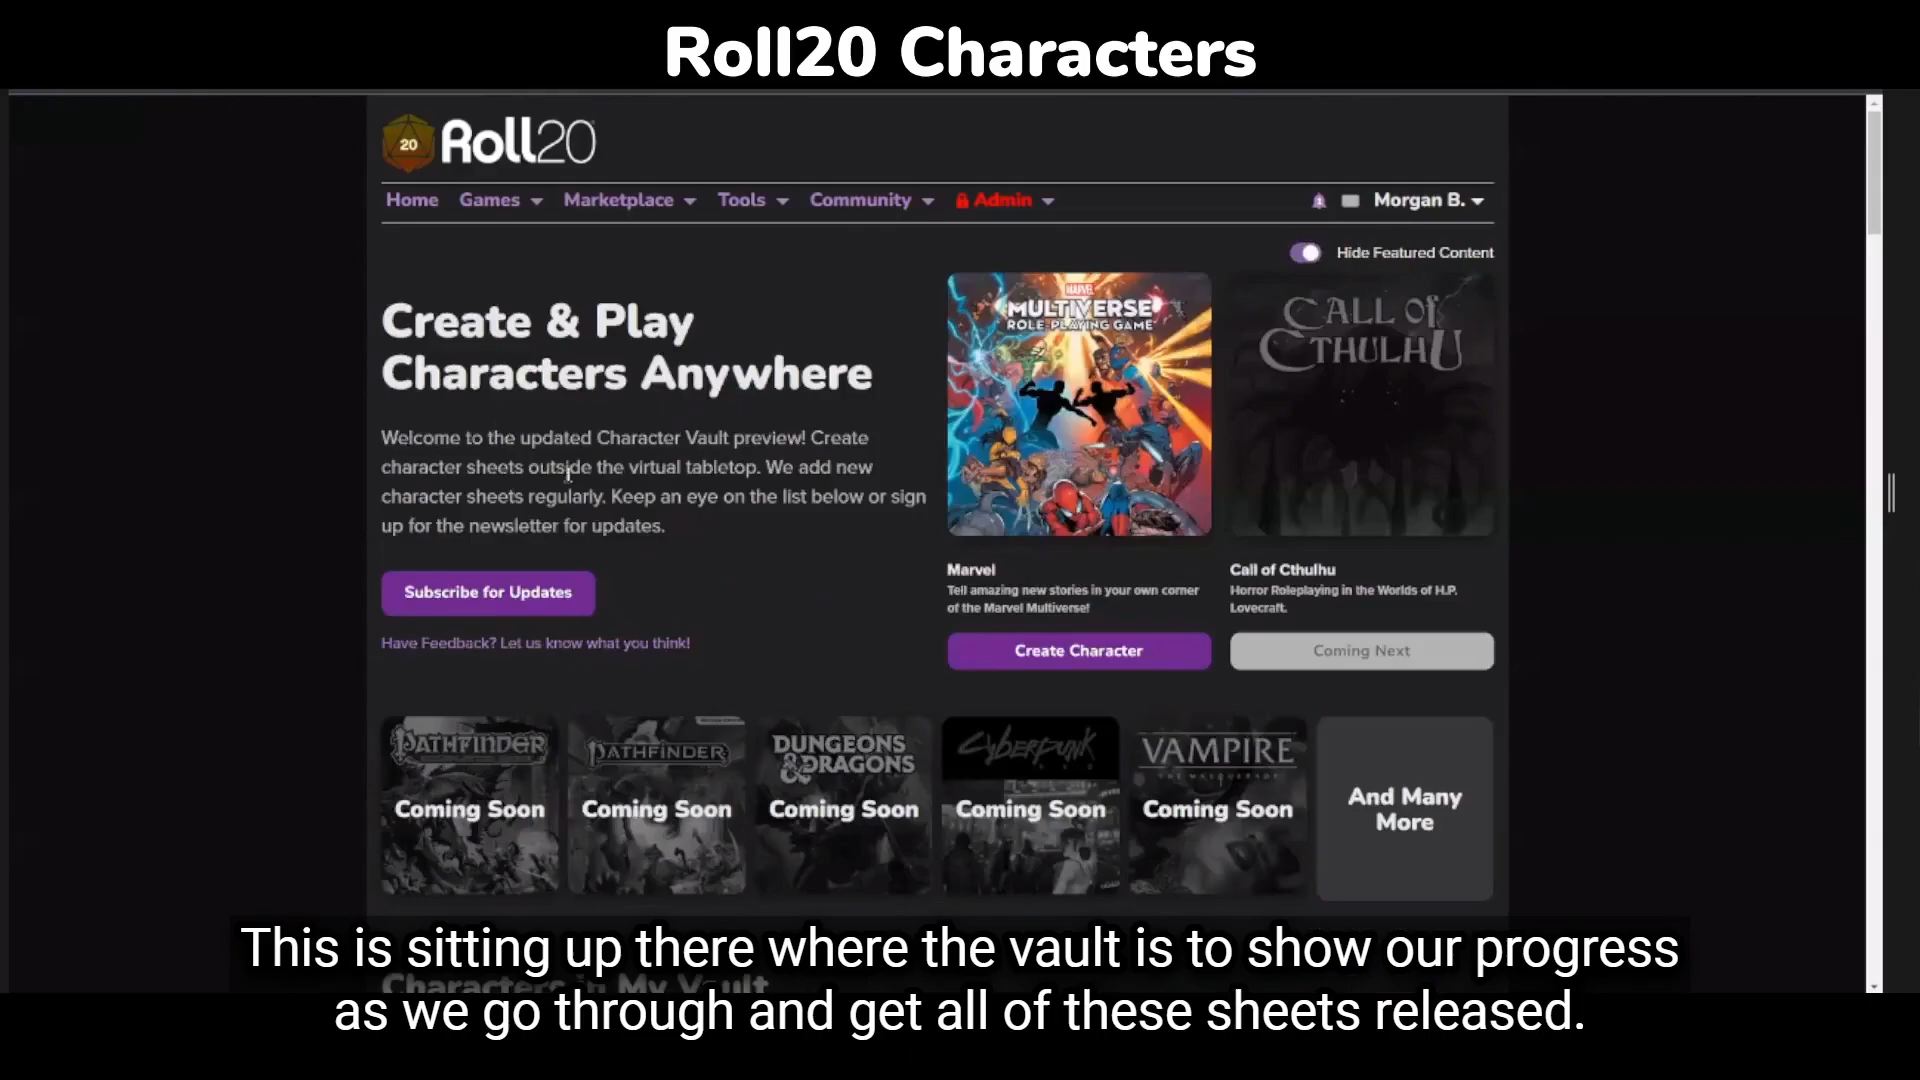 Roll20 Characters
20 Roll20
Home Games Marketplace Tools Community Admin Morgan B.
Hide Featured Content
Create & Play
Characters Anywhere
Welcome to the updated Character Vault preview! Create
character sheets outside the virtual tabletop. We add new
character sheets regularly. Keep an eye on the list below or sign
up for the newsletter for updates.
Subscribe for Updates
Have Feedback? Let us know what you think!
MARVEL
MULTIVERSE
ROLE-PLAYING GAME
Marvel
Tell amazing new stories in your own corner
of the Marvel Multiverse!
Create Character
CALL of
CTHULHU
Call of Cthulhu
Horror Roleplaying in the Worlds of H.P.
Lovecraft.
Coming Next
PATHFINDER
Coming Soon
PATHFINDER
Coming Soon
DUNGEONS
& DRAGONS
Coming Soon
Cyberpunk
Coming Soon
VAMPIRE
THE MASQUERADE
Coming Soon
And Many
More
Characters in My Vault
This is sitting up there where the vault is to show our progress
as we go through and get all of these sheets released.